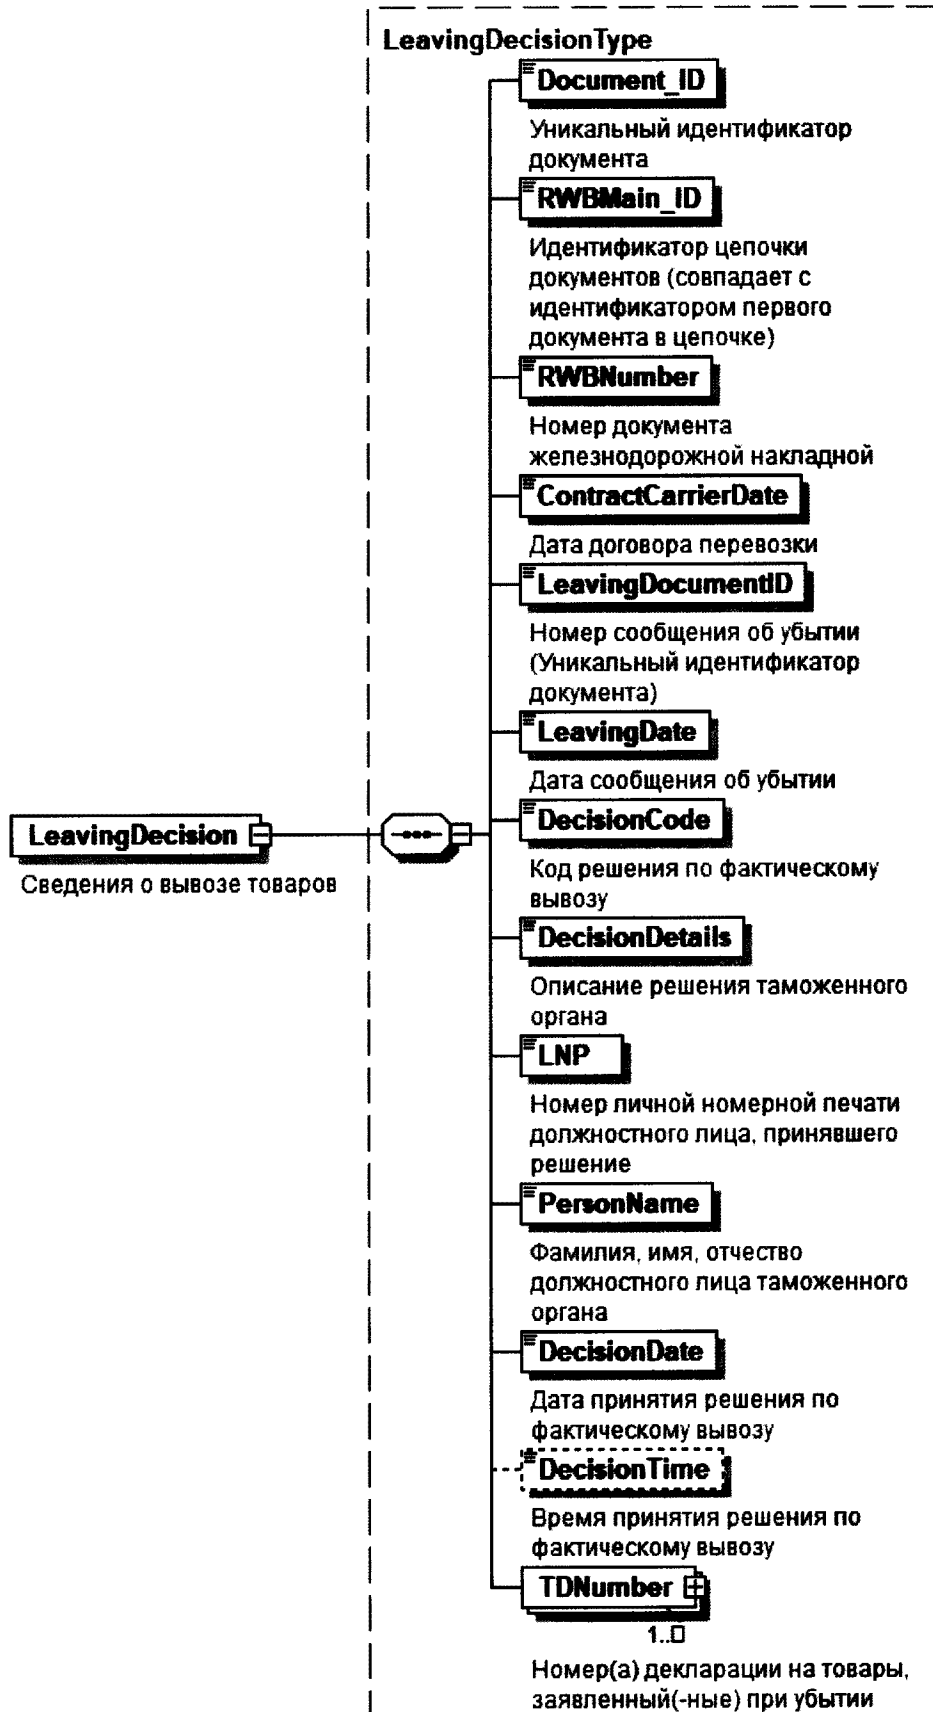 LeavingDecisionType
Document_ID
Уникальный идентификатор
документа
RWBMain_ID
Идентификатор цепочки
документов (совпадает с
идентификатором первого
документа в цепочке)
RWBNumber
Номер документа
железнодорожной накладной
ContractCarrierDate
Дата договора перевозки
LeavingDocumentID
Номер сообщения об убытии
(Уникальный идентификатор
документа)
LeavingDate
Дата сообщения об убытии
LeavingDecision
Сведения о вывозе товаров
DecisionCode
Код решения по фактическому
вывозу
DecisionDetails
Описание решения таможенного
органа
LNP
Номер личной номерной печати
должностного лица, принявшего
решение
PersonName
Фамилия, имя, отчество
должностного лица таможенного
органа
DecisionDate
Дата принятия решения по
фактическому вывозу
DecisionTime
Время принятия решения по
фактическому вывозу
TDNumber
1..□
Номер(а) декларации на товары,
заявленный(-ные) при убытии